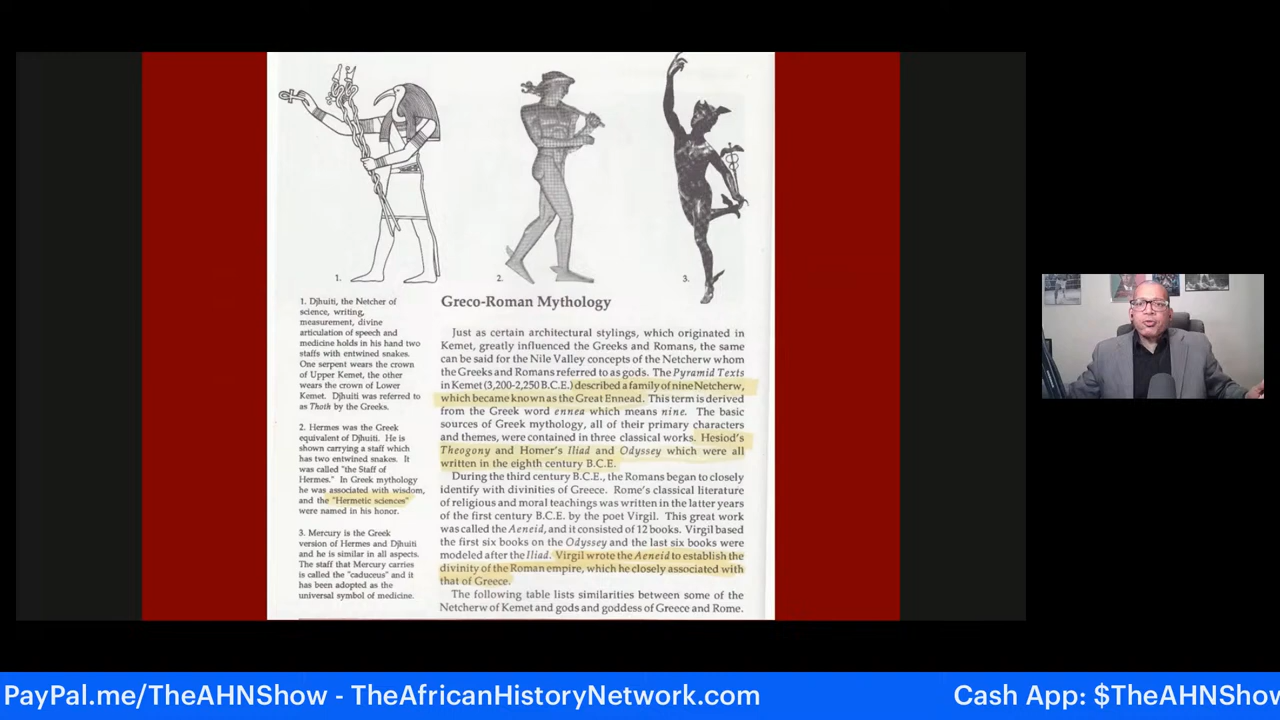 1.
2.
3.
1. Djhuiti, the Netcher of
science, writing,
measurement, divine
articulation of speech and
medicine holds in his hand two
staffs with entwined snakes.
One serpent wears the crown
of Upper Kemet, the other
wears the crown of Lower
Kemet. Djhuiti was referred to
as Thoth by the Greeks.
2. Hermes was the Greek
equivalent of Djhuiti. He is
shown carrying a staff which
has two entwined snakes. It
was called "the Staff of
Hermes." In Greek mythology
he was associated with wisdom,
and the "Hermetic sciences"
were named in his honor.
3. Mercury is the Greek
version of Hermes and Djhuiti
and he is similar in all aspects.
The staff that Mercury carries
is called the "caduceus" and it
has been adopted as the
universal symbol of medicine.
Greco-Roman Mythology
Just as certain architectural stylings, which originated in
Kemet, greatly influenced the Greeks and Romans, the same
can be said for the Nile Valley concepts of the Netcherw whom
the Greeks and Romans referred to as gods. The Pyramid Texts
in Kemet (3,200-2,250 B.C.E.) described a family of nine Netcherw,
which became known as the Great Ennead. This term is derived
from the Greek word ennea which means nine. The basic
sources of Greek mythology, all of their primary characters
and themes, were contained in three classical works. Hesiod's
Theogony and Homer's Iliad and Odyssey which were all
written in the eighth century B.C.E.
During the third century B.C.E., the Romans began to closely
identify with divinities of Greece. Rome's classical literature
of religious and moral teachings was written in the latter years
of the first century B.C.E. by the poet Virgil. This great work
was called the Aeneid, and it consisted of 12 books. Virgil based
the first six books on the Odyssey and the last six books were
modeled after the Iliad. Virgil wrote the Aeneid to establish the
divinity of the Roman empire, which he closely associated with
that of Greece.
The following table lists similarities between some of the
Netcherw of Kemet and gods and goddess of Greece and Rome.
PayPal.me/TheAHNShow - TheAfricanHistoryNetwork.com
Cash App: $TheAHNShow